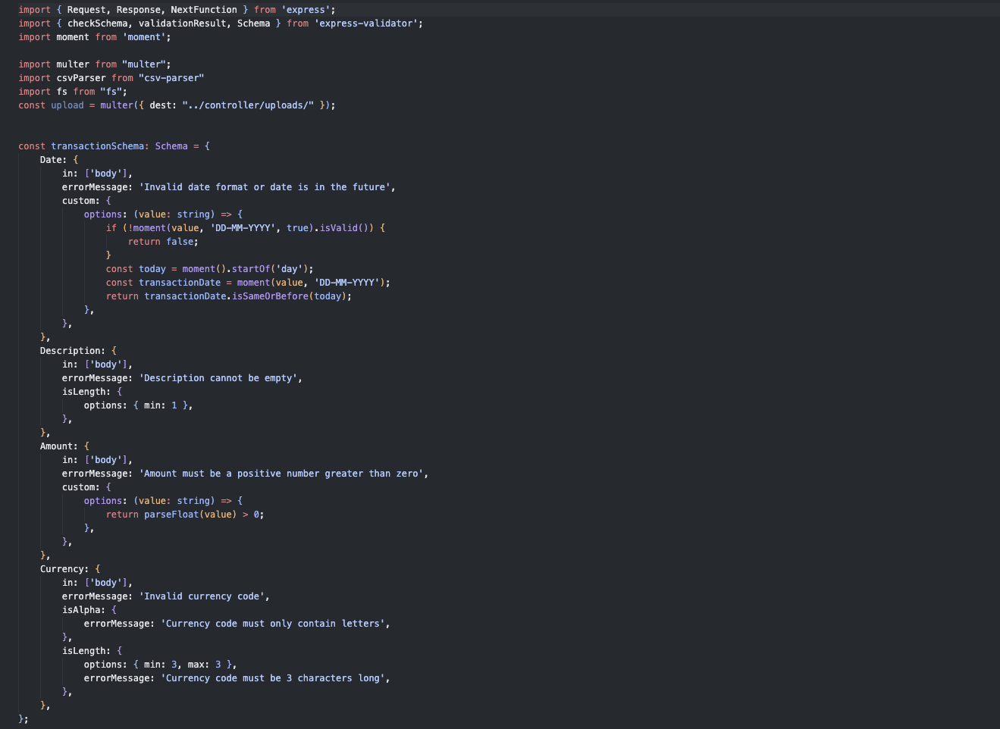 import { Request, Response, NextFunction } from 'express';
import { checkSchema, validationResult, Schema } from 'express-validator';
import moment from 'moment';

import multer from "multer";
import csvParser from "csv-parser"
import fs from "fs";
const upload = multer({ dest: "../controller/uploads/" });


const transactionSchema: Schema = {
    Date: {
        in: ['body'],
        errorMessage: 'Invalid date format or date is in the future',
        custom: {
            options: (value: string) => {
                if (!moment(value, 'DD-MM-YYYY', true).isValid()) {
                    return false;
                }
                const today = moment().startOf('day');
                const transactionDate = moment(value, 'DD-MM-YYYY');
                return transactionDate.isSameOrBefore(today);
            },
        },
    },
    Description: {
        in: ['body'],
        errorMessage: 'Description cannot be empty',
        isLength: {
            options: { min: 1 },
        },
    },
    Amount: {
        in: ['body'],
        errorMessage: 'Amount must be a positive number greater than zero',
        custom: {
            options: (value: string) => {
                return parseFloat(value) > 0;
            },
        },
    },
    Currency: {
        in: ['body'],
        errorMessage: 'Invalid currency code',
        isAlpha: {
            errorMessage: 'Currency code must only contain letters',
        },
        isLength: {
            options: { min: 3, max: 3 },
            errorMessage: 'Currency code must be 3 characters long',
        },
    },
};